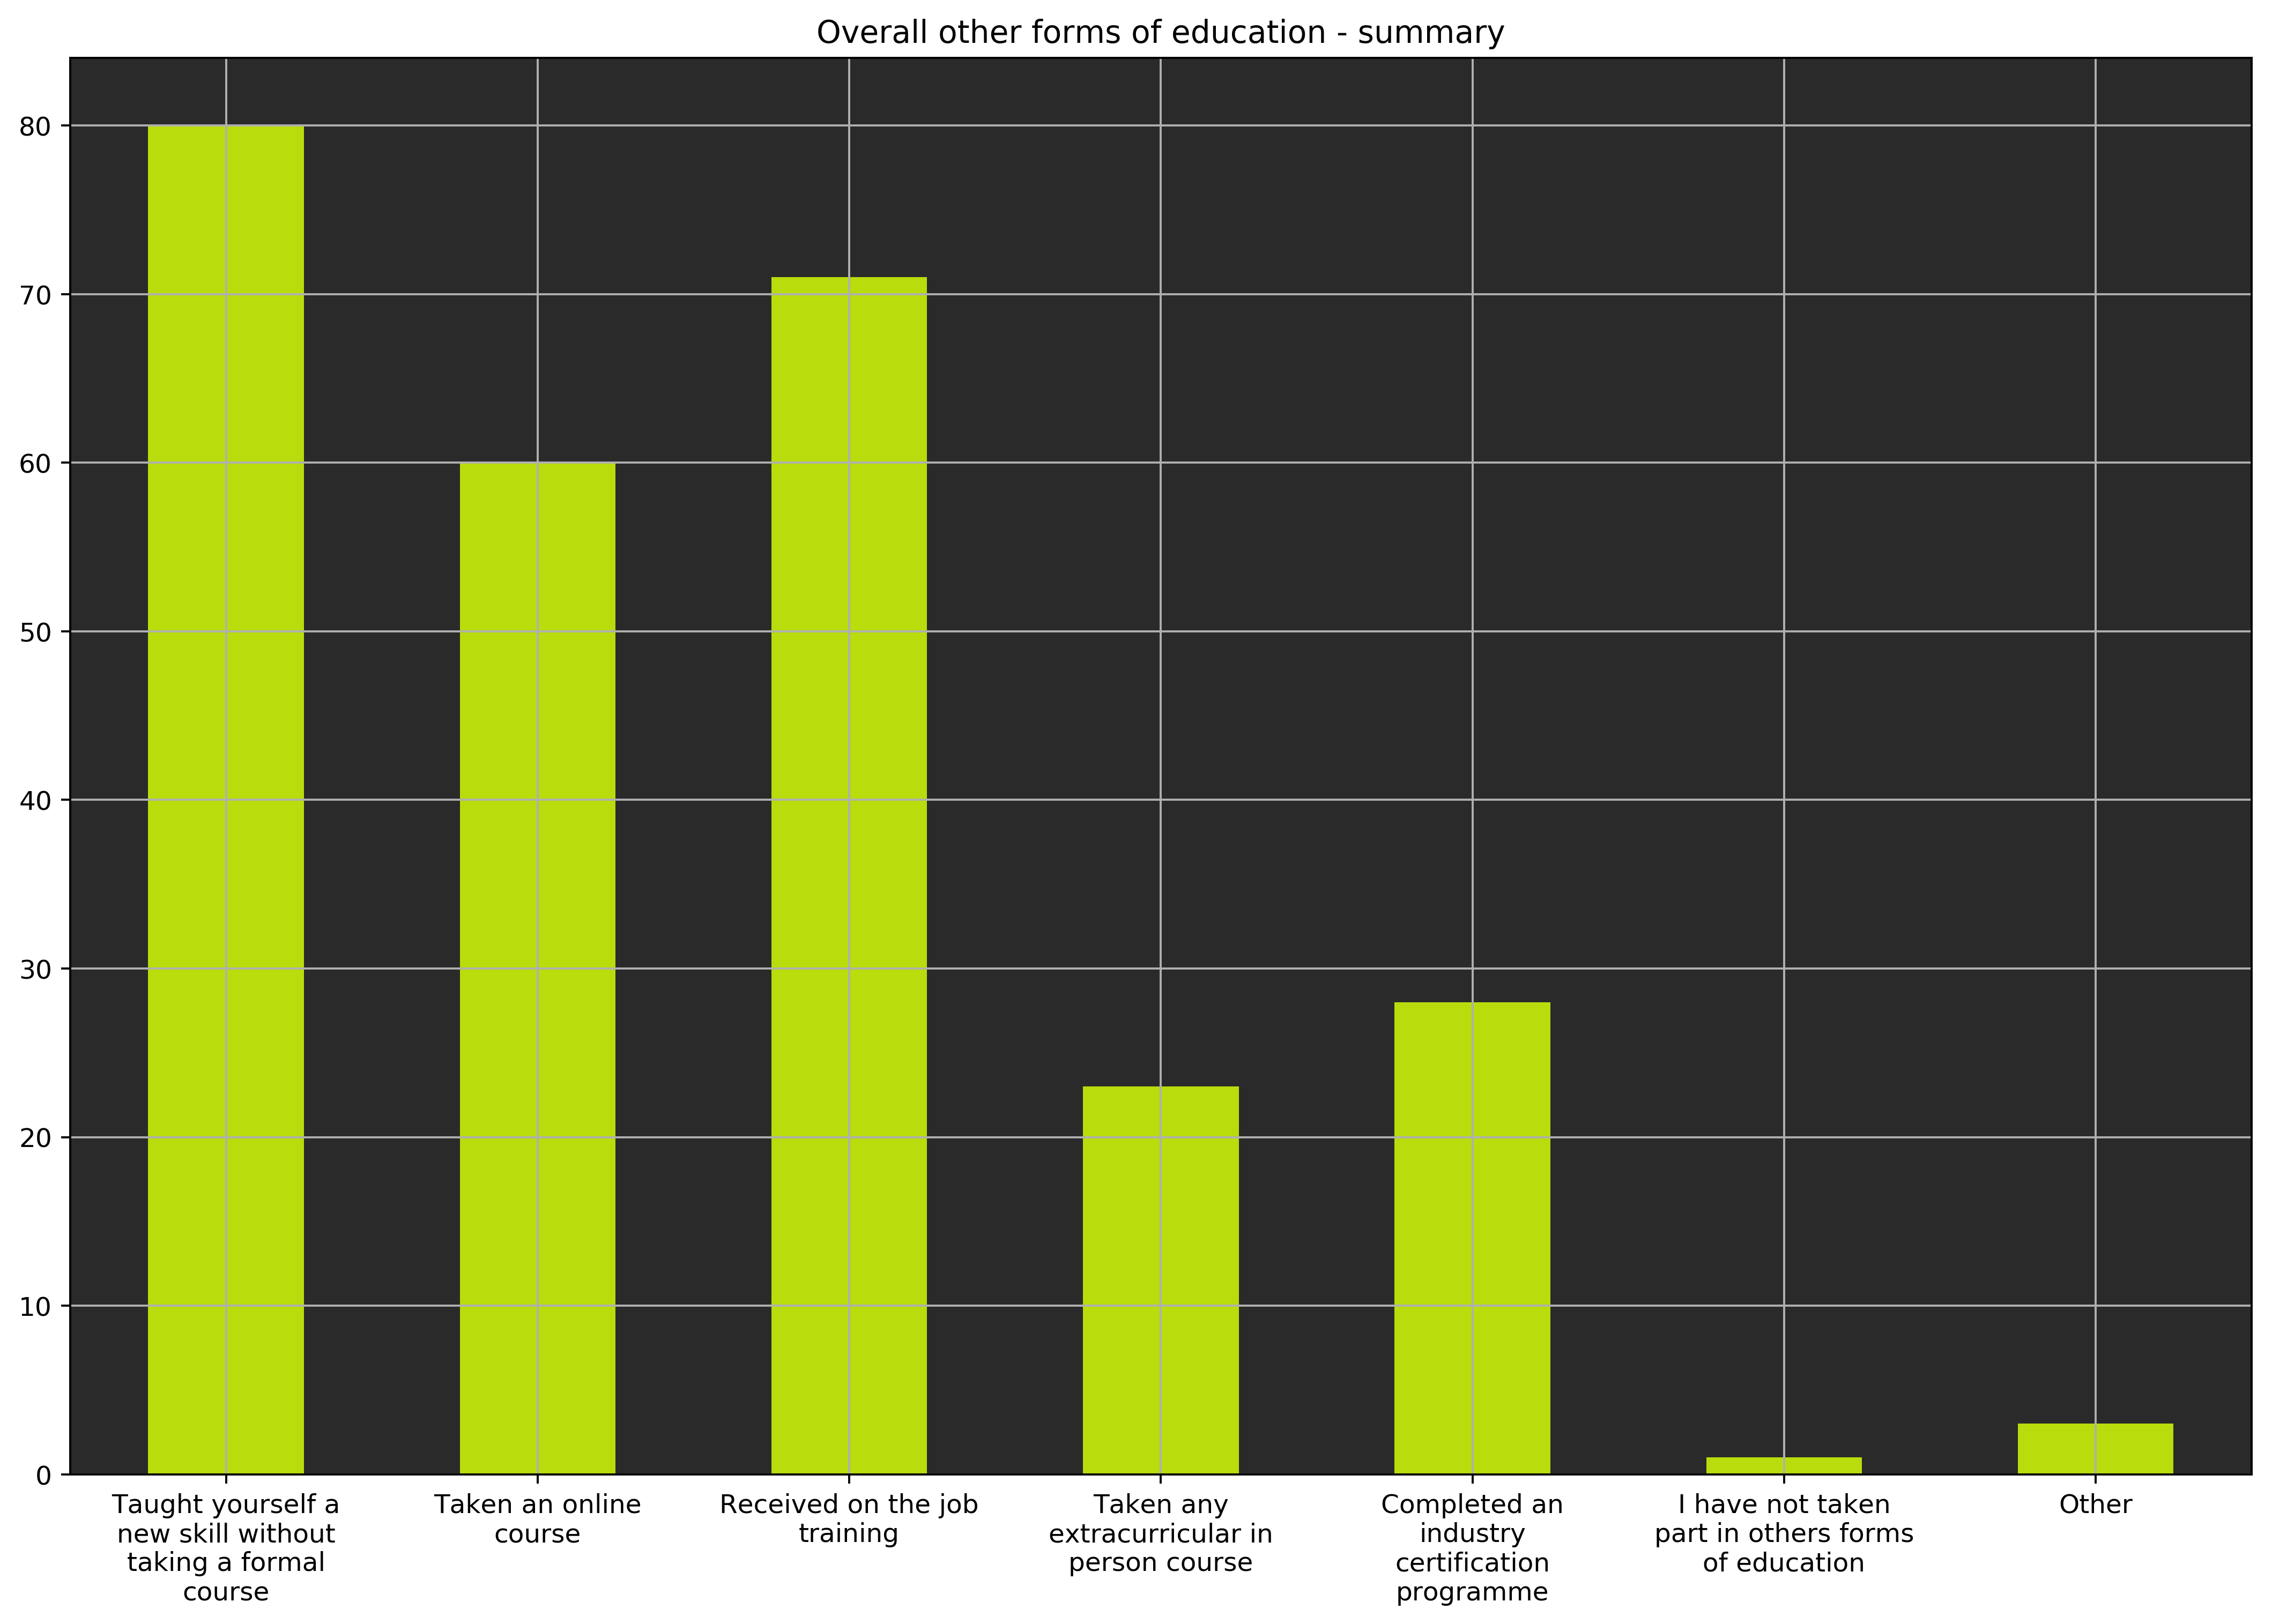 Overall other forms of education - summary
80
70
60
50
40
30
20
10
0
Taught yourself a
new skill without
taking a formal
course
Taken an online
course
Received on the job
training
Taken any
extracurricular in
person course
Completed an
industry
certification
programme
I have not taken
part in others forms
of education
Other